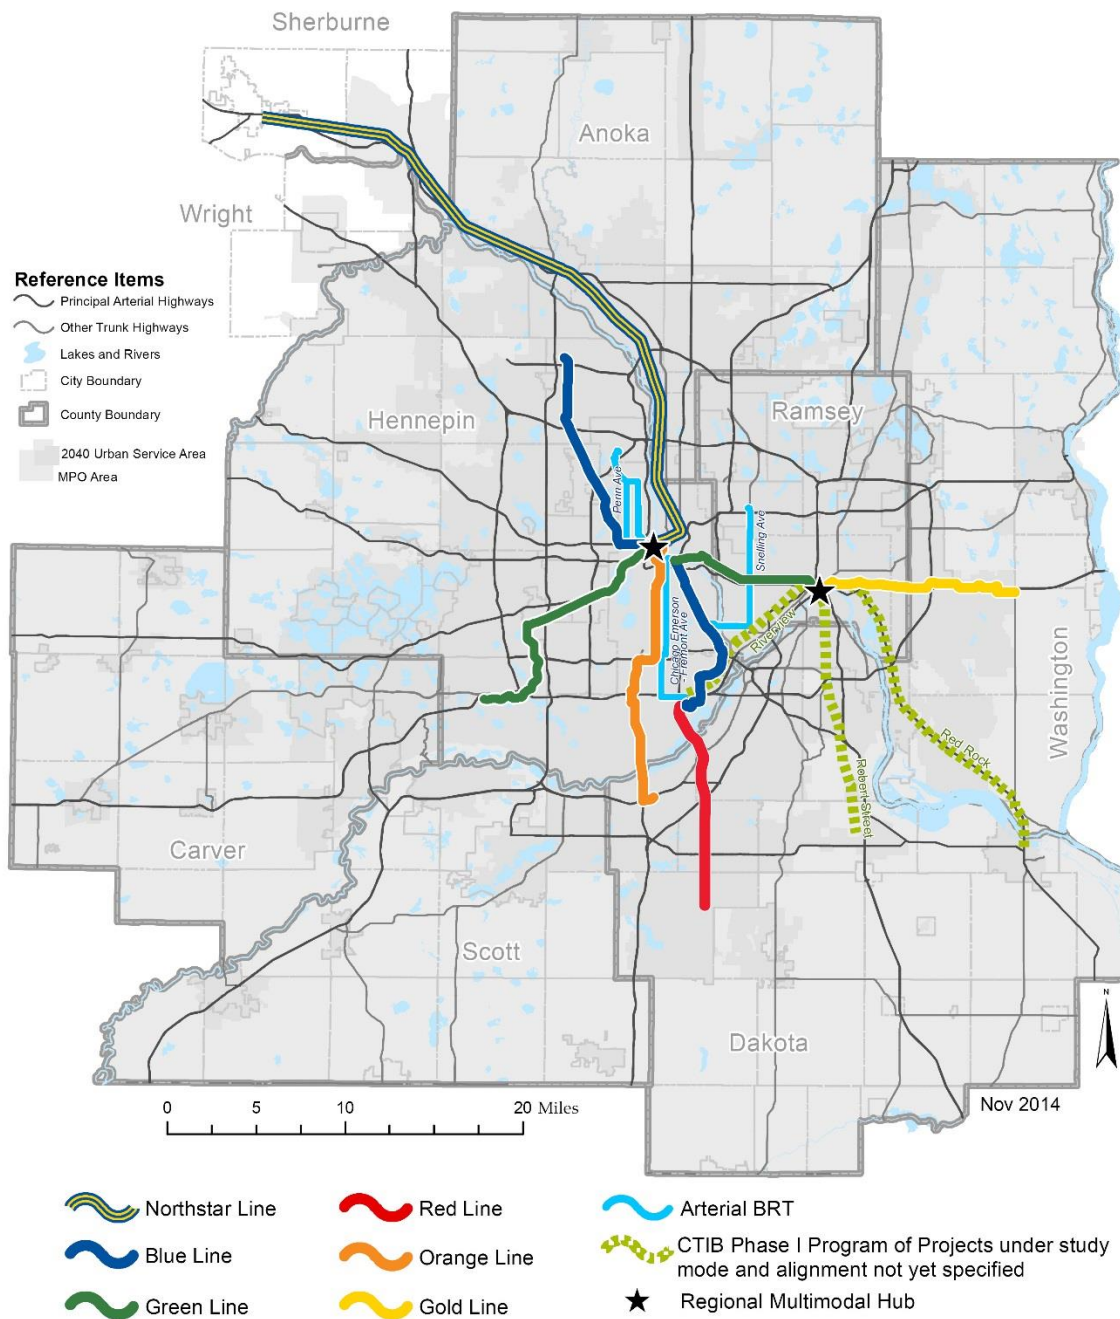 Sherburne
Anoka
Wright
Reference Items
Principal Arterial Highways
Other Trunk Highways
Lakes and Rivers
City Boundary
County Boundary
2040 Urban Service Area
MPO Area
Hennepin
Ramsey
Penn Ave
Snelling Ave
Riverview
Chicago Emerson
- Fremont Ave
Washington
Red Rock
Robert Street
Carver
Scott
Dakota
N
Nov 2014
0 5 10 20 Miles
Northstar Line
Blue Line
Green Line
Red Line
Orange Line
Gold Line
Arterial BRT
CTIB Phase I Program of Projects under study
mode and alignment not yet specified
Regional Multimodal Hub